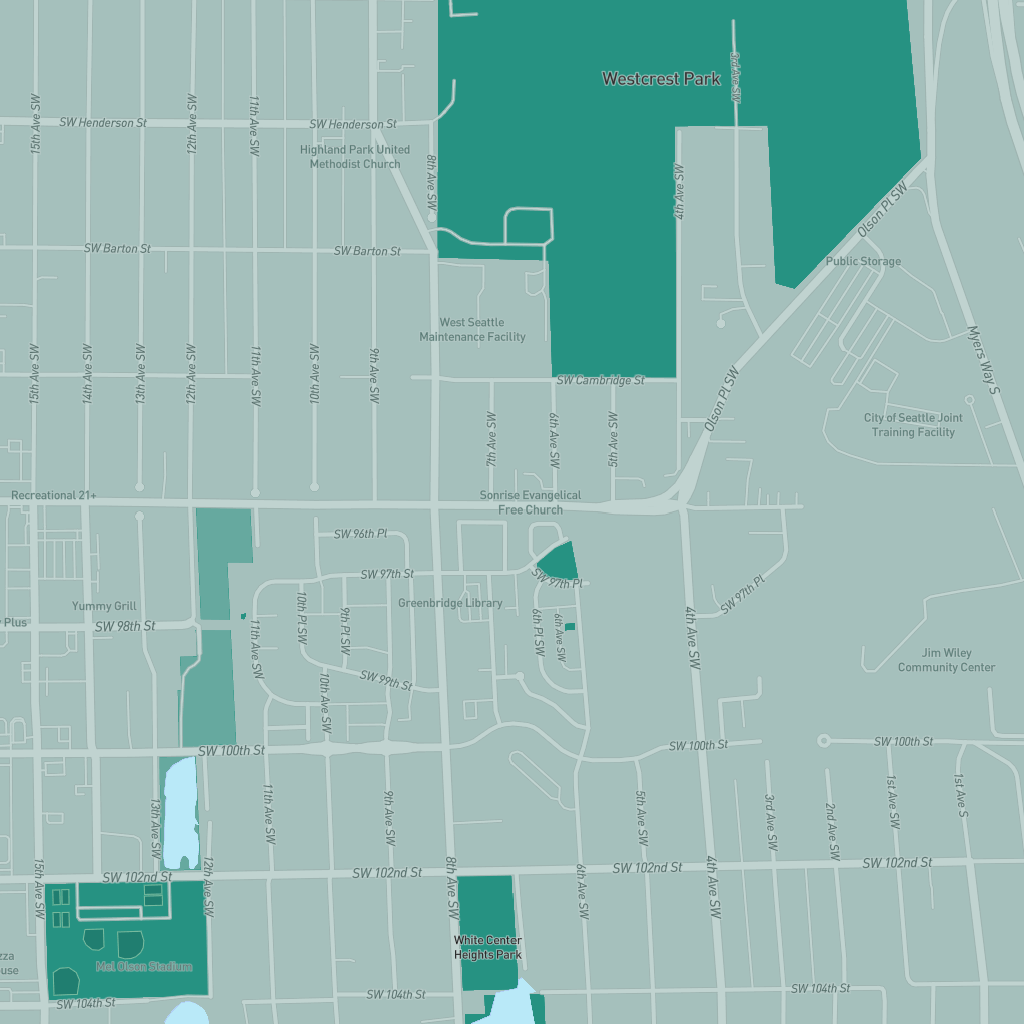 Westcrest Park
3rd Ave SW
15th Ave SW
12th Ave SW
11th Ave SW
SW Henderson St
SW Henderson St
Highland Park United
Methodist Church
8th Ave SW
4th Ave SW
Olson Pl SW
SW Barton St
SW Barton St
Public Storage
West Seattle
Maintenance Facility
Myers Way S
15th Ave SW
14th Ave SW
13th Ave SW
12th Ave SW
11th Ave SW
10th Ave SW
9th Ave SW
SW Cambridge St
Olson Pl SW
7th Ave SW
6th Ave SW
5th Ave SW
City of Seattle Joint
Training Facility
Recreational 21+
Sonrise Evangelical
Free Church
SW 96th Pl
SW 97th St
SW 97th Pl
SW 97th Pl
Yummy Grill
Greenbridge Library
Plus
SW 98th St
11th Ave SW
10th Pl SW
9th Pl SW
6th Pl SW
6th Ave SW
4th Ave SW
Jim Wiley
Community Center
SW 99th St
10th Ave SW
SW 100th St
SW 100th St
SW 100th St
13th Ave SW
11th Ave SW
9th Ave SW
5th Ave SW
3rd Ave SW
2nd Ave SW
1st Ave SW
1st Ave S
15th Ave SW
12th Ave SW
8th Ave SW
6th Ave SW
4th Ave SW
SW 102nd St
SW 102nd St
SW 102nd St
SW 102nd St
White Center
Heights Park
zza
ouse
Mel Olson Stadium
SW 104th St
SW 104th St
SW 104th St